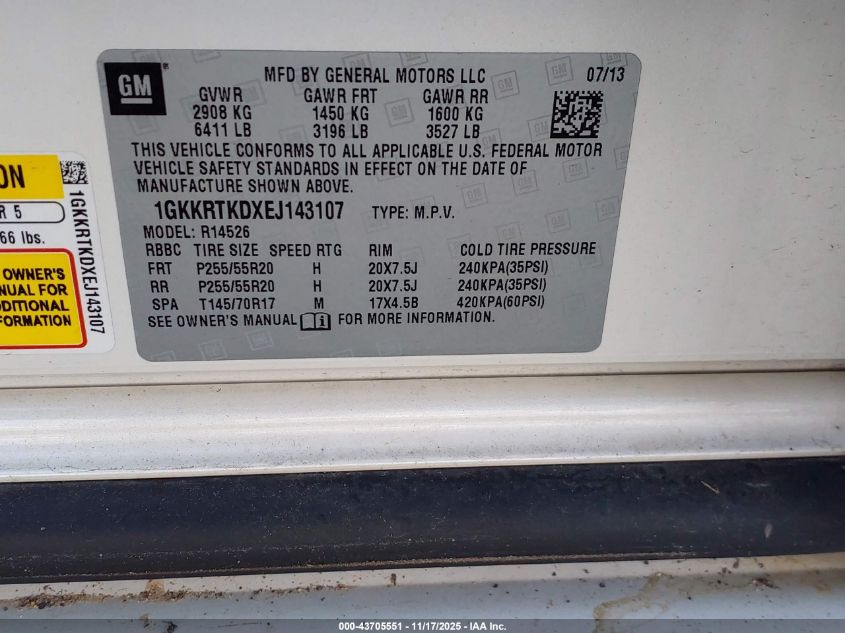 GM
MFD BY GENERAL MOTORS LLC 07/13
GVWR GAWR FRT GAWR RR
2908 KG 1450 KG 1600 KG
6411 LB 3196 LB 3527 LB
THIS VEHICLE CONFORMS TO ALL APPLICABLE U.S. FEDERAL MOTOR
VEHICLE SAFETY STANDARDS IN EFFECT ON THE DATE OF
MANUFACTURE SHOWN ABOVE.
1GKKRTKDXEJ143107 TYPE: M.P.V.
MODEL: R14526
RBBC TIRE SIZE SPEED RTG RIM COLD TIRE PRESSURE
FRT P255/55R20 H 20X7.5J 240KPA(35PSI)
RR P255/55R20 H 20X7.5J 240KPA(35PSI)
SPA T145/70R17 M 17X4.5B 420KPA(60PSI)
SEE OWNER'S MANUAL FOR MORE INFORMATION.
ON
R 5
66 lbs.
OWNER'S
ANUAL FOR
DDITIONAL
FORMATION
1GKKRTKDXEJ143107
000-43705551 - 11/17/2025 - IAA Inc.